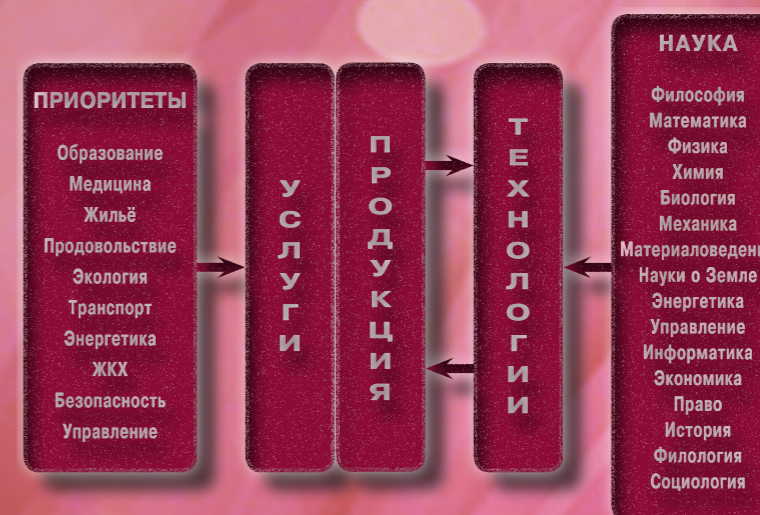 ПРИОРИТЕТЫ
Образование
Медицина
Жильё
Продовольствие
Экология
Транспорт
Энергетика
ЖКХ
Безопасность
Управление
УСЛУГИ
ПРОДУКЦИЯ
ТЕХНОЛОГИИ
НАУКА
Философия
Математика
Физика
Химия
Биология
Механика
Науки о Земле
Энергетика
Управление
Информатика
Экономика
Право
История
Филология
Социология